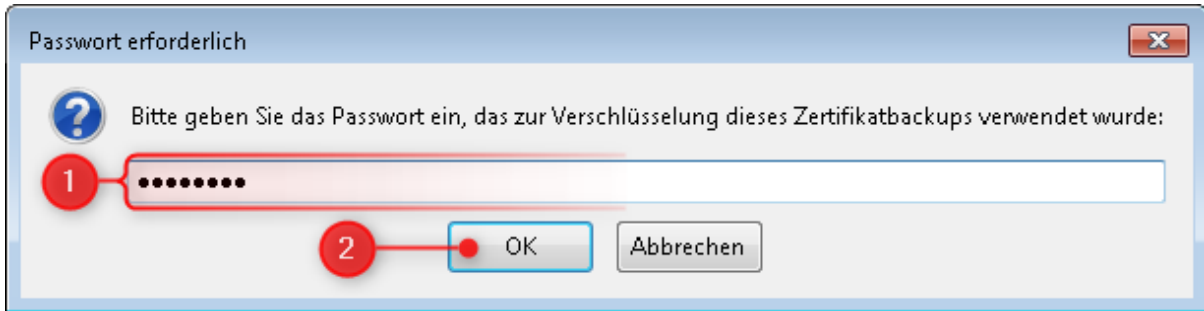 Passwort erforderlich
Bitte geben Sie das Passwort ein, das zur Verschlüsselung dieses Zertifikatbackups verwendet wurde:
1 ••••••••
2 OK Abbrechen